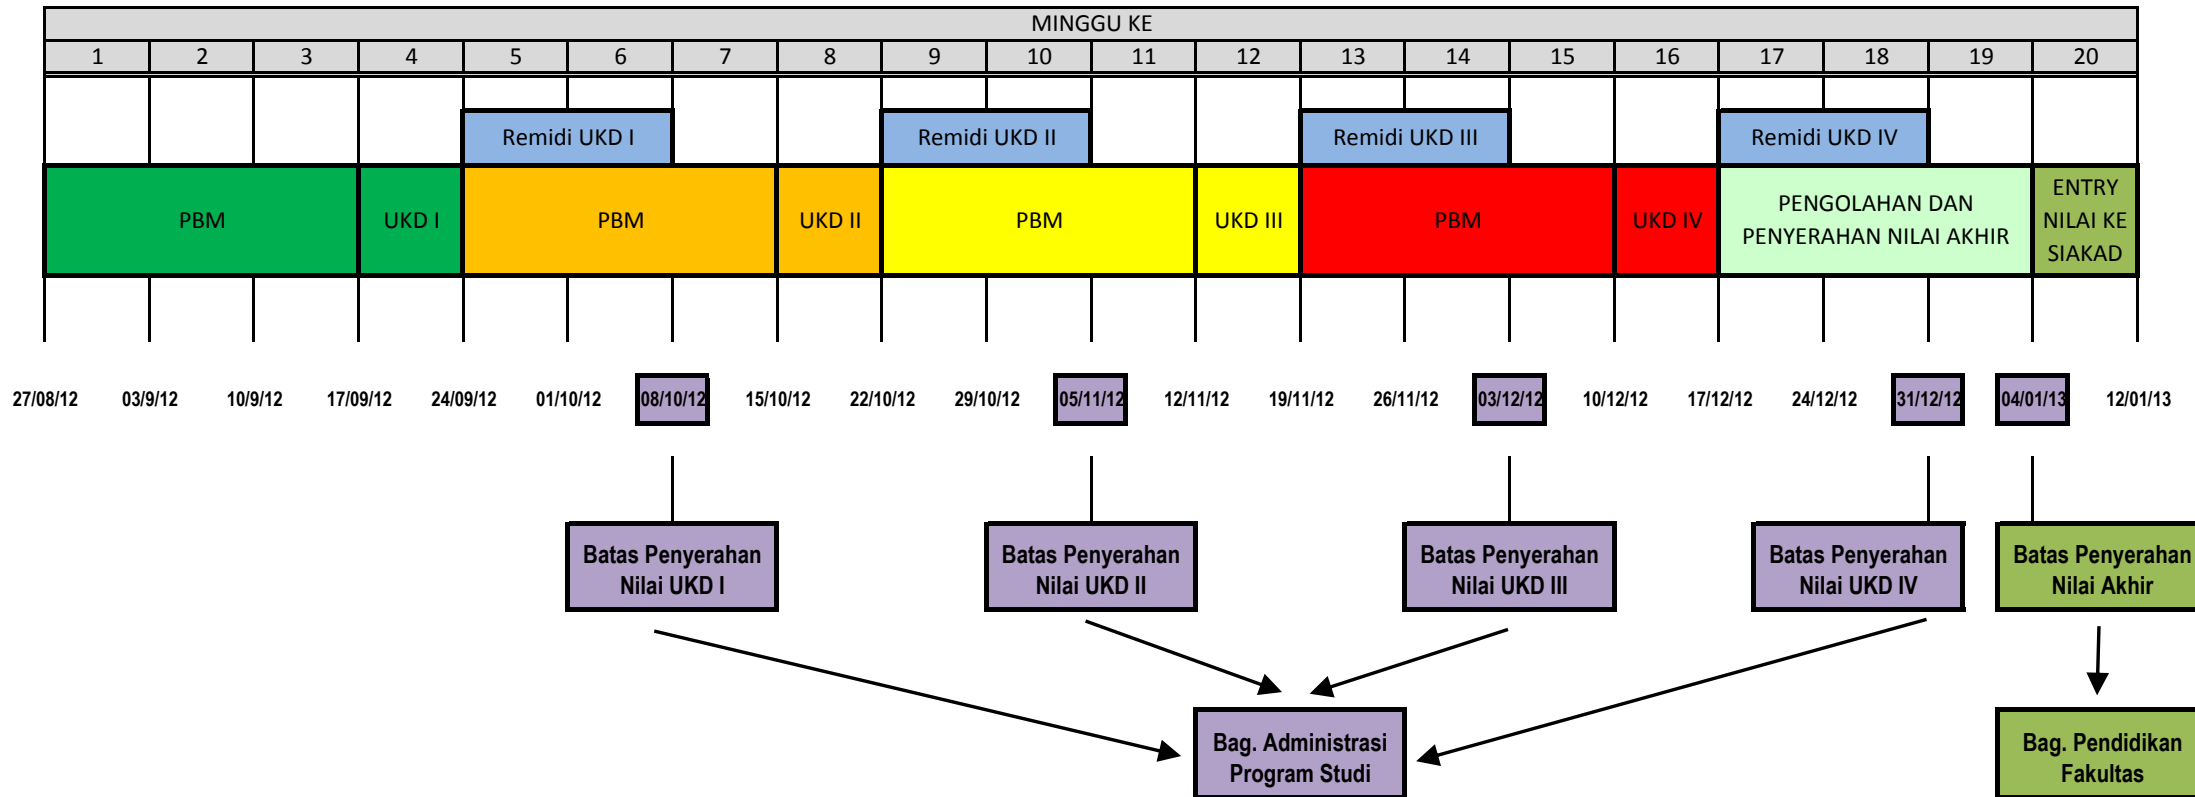 MINGGU KE
1 2 3 4 5 6 7 8 9 10 11 12 13 14 15 16 17 18 19 20
Remidi UKD I Remidi UKD II Remidi UKD III Remidi UKD IV
PBM UKD I PBM UKD II PBM UKD III PBM UKD IV
PENGOLAHAN DAN
PENYERAHAN NILAI AKHIR
ENTRY
NILAI KE
SIAKAD
27/08/12 03/9/12 10/9/12 17/09/12 24/09/12 01/10/12 08/10/12 15/10/12 22/10/12 29/10/12 05/11/12 12/11/12 19/11/12 26/11/12 03/12/12 10/12/12 17/12/12 24/12/12 31/12/12 04/01/13 12/01/13
Batas Penyerahan
Nilai UKD I
Batas Penyerahan
Nilai UKD II
Batas Penyerahan
Nilai UKD III
Batas Penyerahan
Nilai UKD IV
Batas Penyerahan
Nilai Akhir
Bag. Administrasi
Program Studi
Bag. Pendidikan
Fakultas